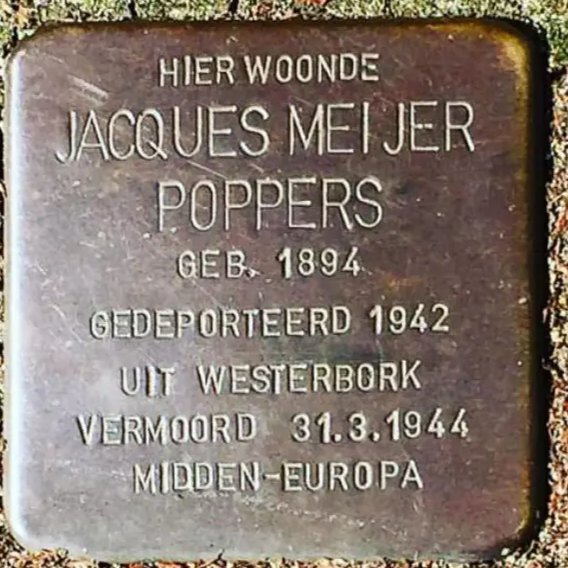 HIER WOONDE
JACQUES MEIJER
POPPERS
GEB. 1894
GEDEPORTEERD 1942
UIT WESTERBORK
VERMOORD 31.3.1944
MIDDEN-EUROPA